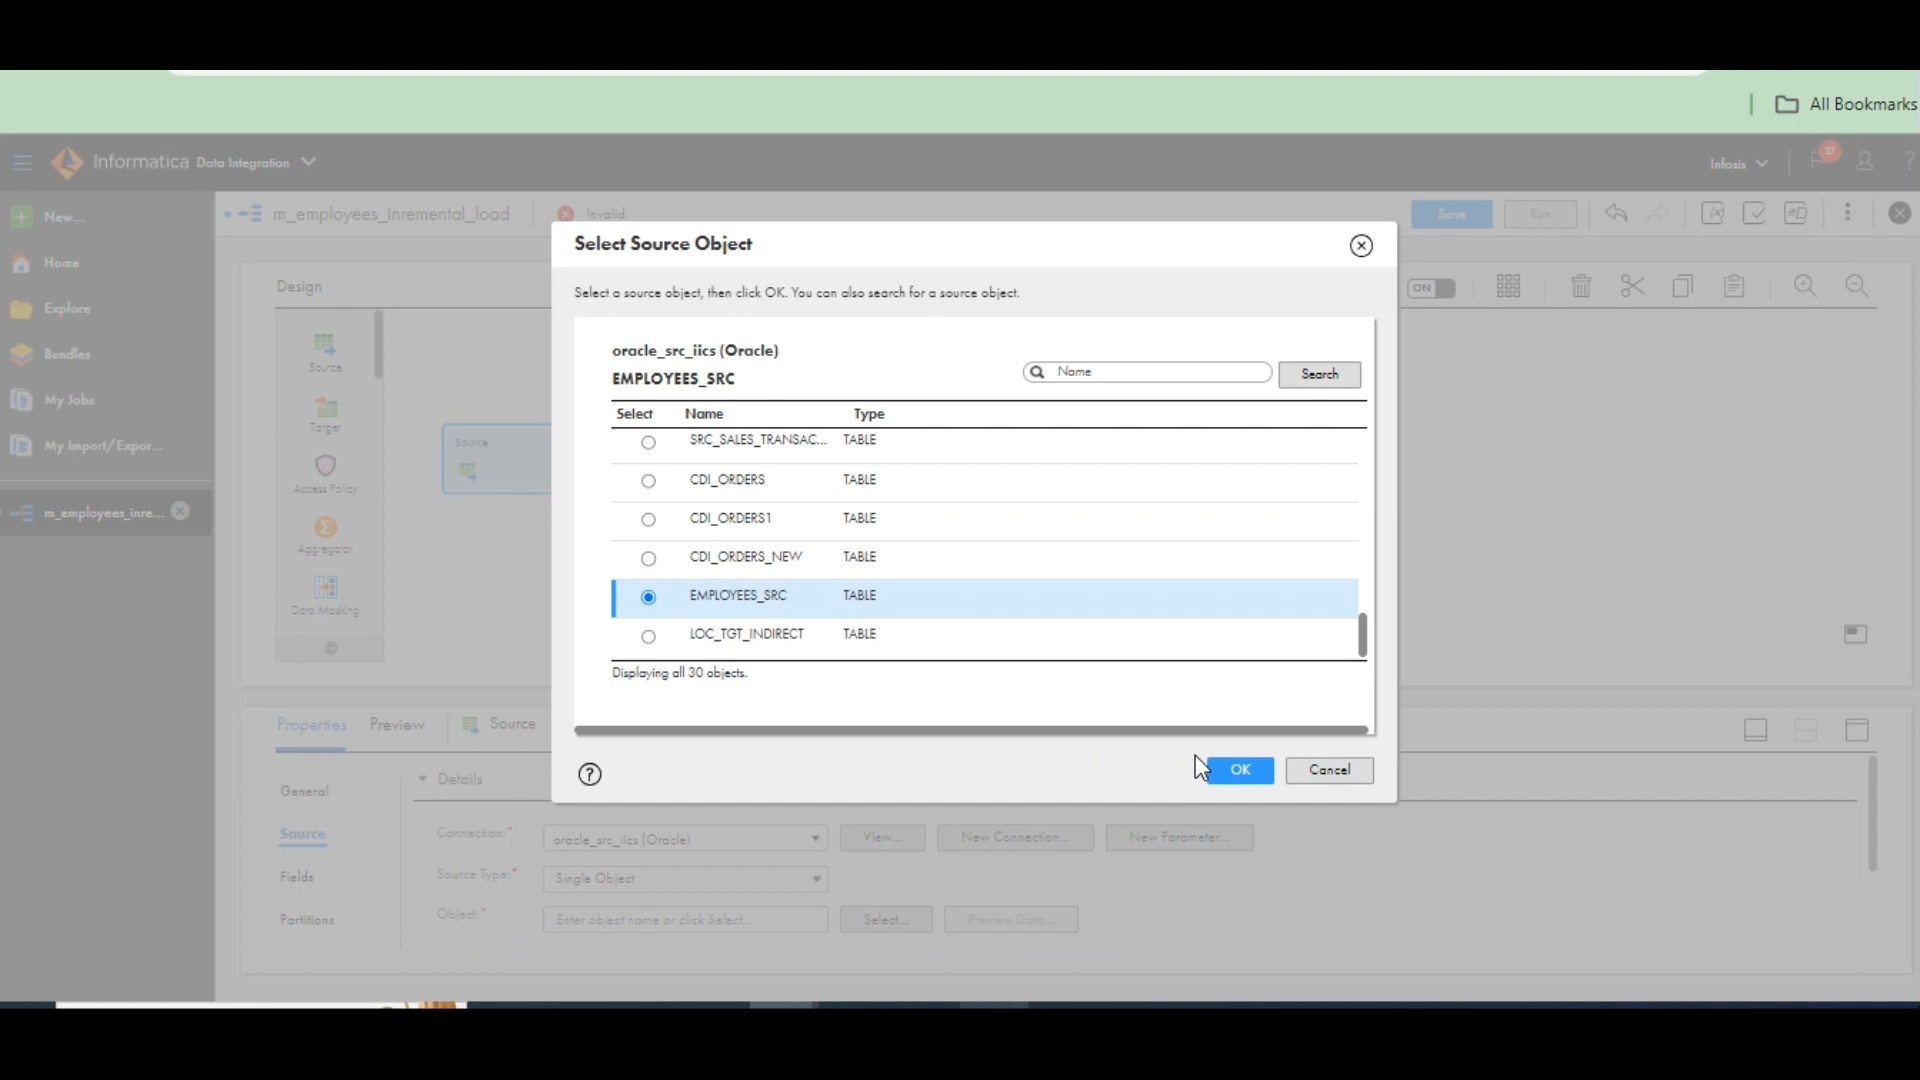 All Bookmarks
Informatica Data Integration
Infosis
37
?
New...
Home
Explore
Bundles
My Jobs
My Import/Expor...
m_employees_inre...
m_employees_inremental_load
Invalid
Save
Run
Design
ON
Source
Target
Access Policy
Aggregator
Data Masking
Source
Select Source Object
Select a source object, then click OK. You can also search for a source object.
oracle_src_iics (Oracle)
EMPLOYEES_SRC
Name
Search
Select Name Type
SRC_SALES_TRANSAC... TABLE
CDI_ORDERS TABLE
CDI_ORDERS1 TABLE
CDI_ORDERS_NEW TABLE
EMPLOYEES_SRC TABLE
LOC_TGT_INDIRECT TABLE
Displaying all 30 objects.
?
OK
Cancel
Properties
Preview
Source
General
Source
Fields
Partitions
Details
Connection:* oracle_src_iics (Oracle) View... New Connection... New Parameter...
Source Type:* Single Object
Object:* Enter object name or click Select... Select... Preview Data...